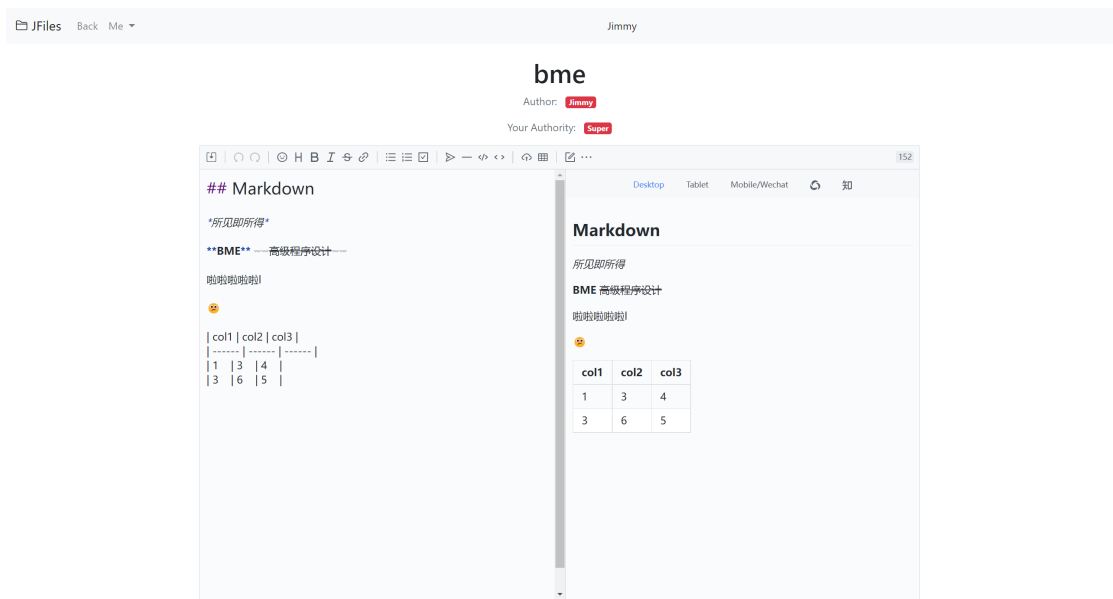 JFiles Back Me Jimmy
bme
Author: Jimmy
Your Authority: Super
152
## Markdown
*所见即所得*
**BME** ~~高级程序设计~~
啦啦啦啦啦!
| col1 | col2 | col3 |
| ------ | ------ | ------ |
| 1 | 3 | 4 |
| 3 | 6 | 5 |
Desktop Tablet Mobile/Wechat 知
Markdown
所见即所得
BME 高级程序设计
啦啦啦啦啦!
col1 col2 col3
1 3 4
3 6 5